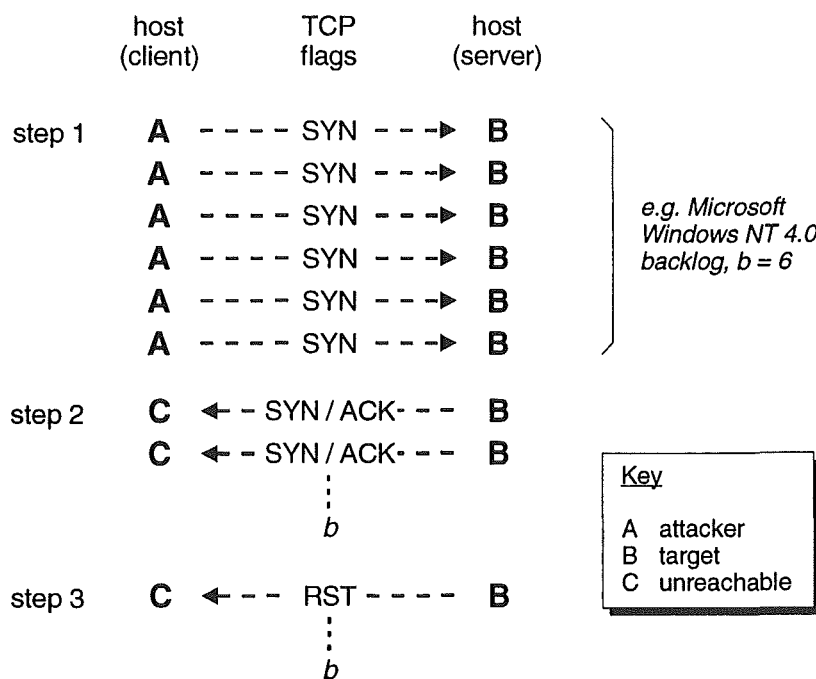 host (client) TCP flags host (server)
step 1 A SYN B
A SYN B
A SYN B
A SYN B
A SYN B
A SYN B
e.g. Microsoft
Windows NT 4.0
backlog, b = 6
step 2 C SYN / ACK B
C SYN / ACK B
b
step 3 C RST B
b
Key
A attacker
B target
C unreachable